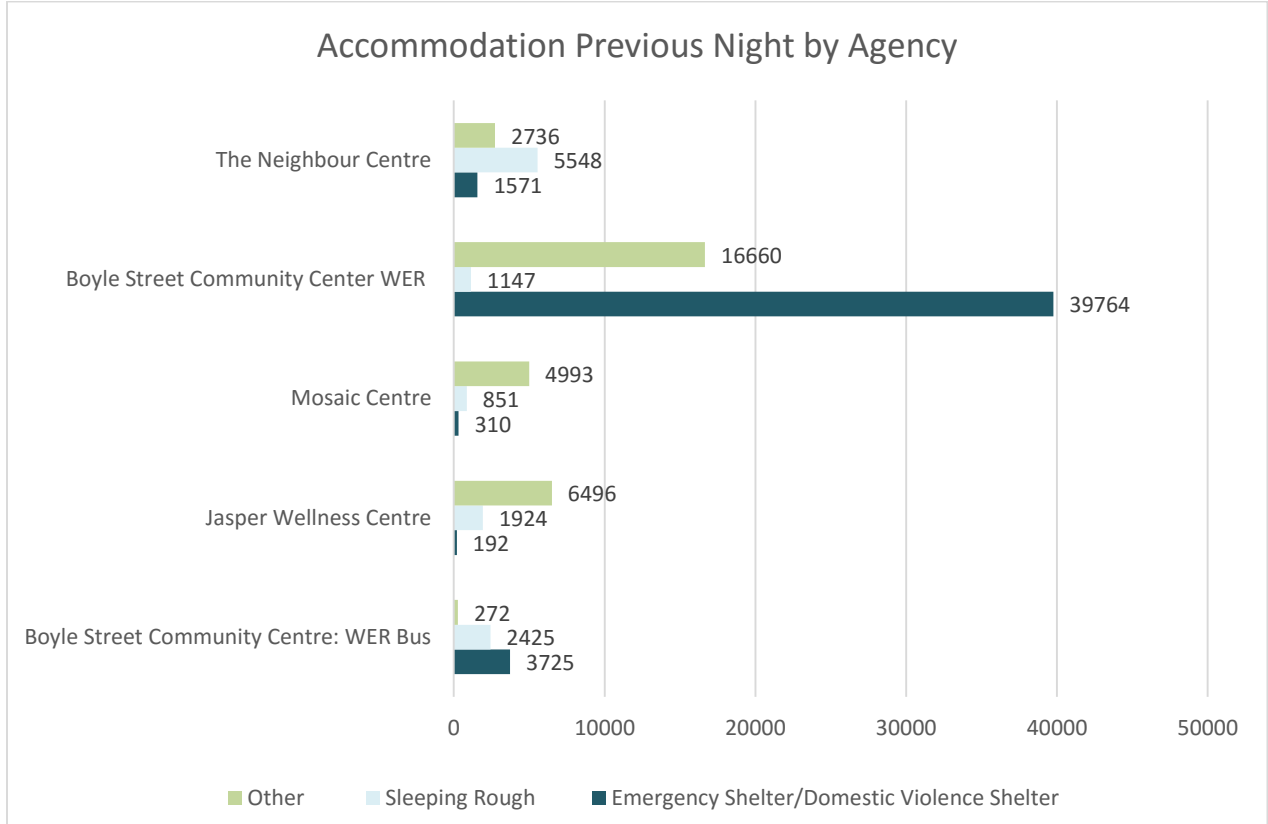 Accommodation Previous Night by Agency
The Neighbour Centre
2736
5548
1571
Boyle Street Community Center WER
16660
1147
39764
Mosaic Centre
4993
851
310
Jasper Wellness Centre
6496
1924
192
Boyle Street Community Centre: WER Bus
272
2425
3725
0 10000 20000 30000 40000 50000
Other Sleeping Rough Emergency Shelter/Domestic Violence Shelter